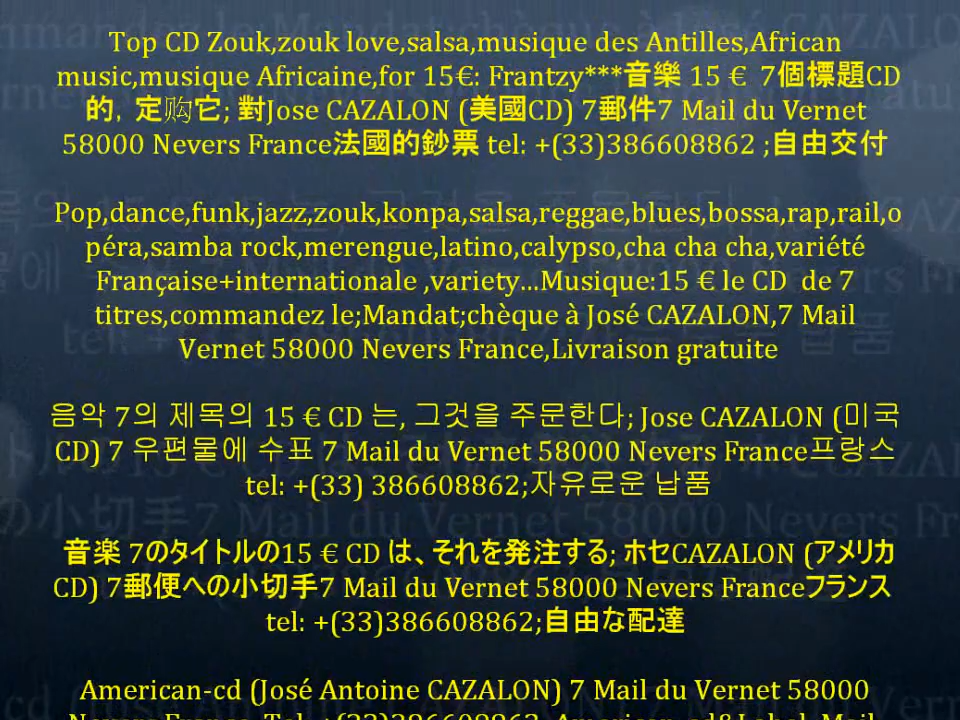 Top CD Zouk,zouk love,salsa,musique des Antilles,African
music,musique Africaine,for 15€: Frantzy***音樂 15 € 7個標題CD
的, 定购它; 對Jose CAZALON (美國CD) 7郵件7 Mail du Vernet
58000 Nevers France法國的鈔票 tel: +(33)386608862 ;自由交付
Pop,dance,funk,jazz,zouk,konpa,salsa,reggae,blues,bossa,rap,rail,o
péra,samba rock,merengue,latino,calypso,cha cha cha,variété
Française+internationale ,variety...Musique:15 € le CD de 7
titres,commandez le;Mandat;chèque à José CAZALON,7 Mail
Vernet 58000 Nevers France,Livraison gratuite
음악 7의 제목의 15 € CD 는, 그것을 주문한다; Jose CAZALON (미국
CD) 7 우편물에 수표 7 Mail du Vernet 58000 Nevers France프랑스
tel: +(33) 386608862;자유로운 납품
音楽 7のタイトルの15 € CD は、それを発注する; ホセCAZALON (アメリカ
CD) 7郵便への小切手7 Mail du Vernet 58000 Nevers Franceフランス
tel: +(33)386608862;自由な配達
American-cd (José Antoine CAZALON) 7 Mail du Vernet 58000
Nevers France Tel: +(33)386608862 American-cd&Label Mail